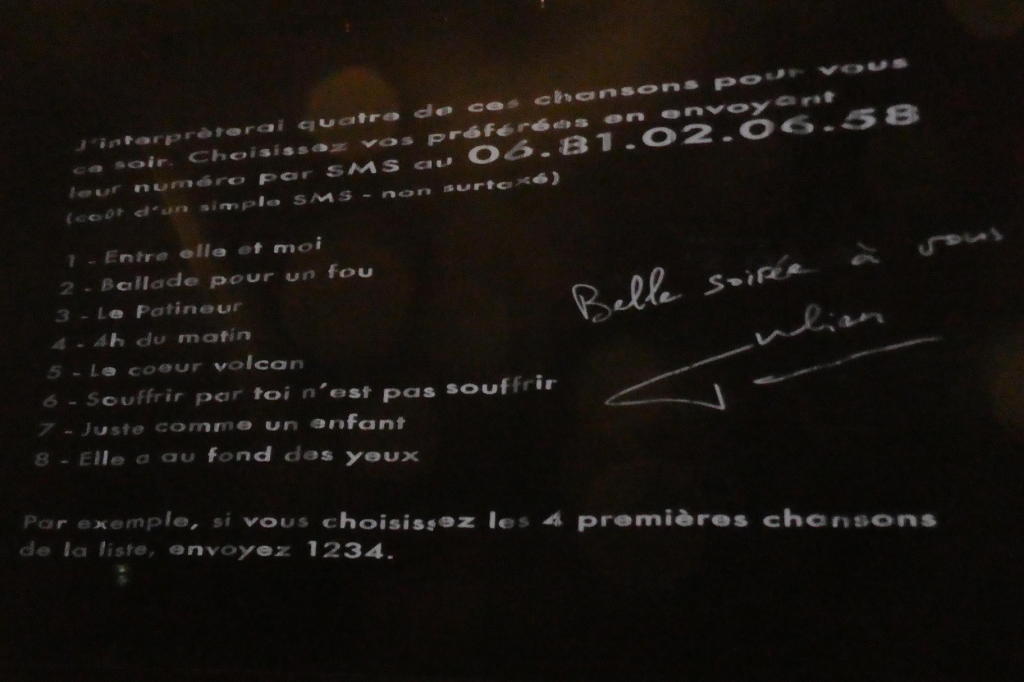 J'interprèterai quatre de ces chansons pour vous
ce soir. Choisissez vos préférées en envoyant
leur numéro par SMS au 06.81.02.06.58
(coût d'un simple SMS - non surtaxé)
1 - Entre elle et moi
2 - Ballade pour un fou
3 - Le Patineur
4 - 4h du matin
5 - Le coeur volcan
6 - Souffrir par toi n'est pas souffrir
7 - Juste comme un enfant
8 - Elle a au fond des yeux
Belle soirée à vous
Julien
Par exemple, si vous choisissez les 4 premières chansons
de la liste, envoyez 1234.